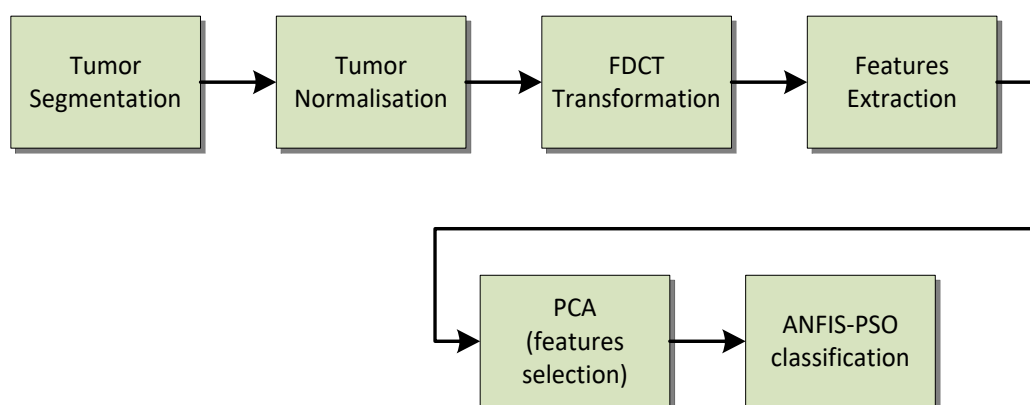 Tumor
Segmentation
Tumor
Normalisation
FDCT
Transformation
Features
Extraction
PCA
(features
selection)
ANFIS-PSO
classification